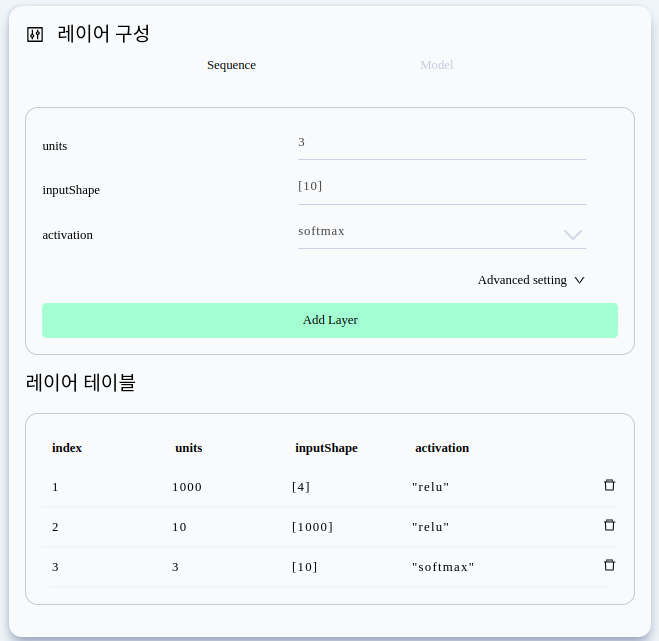 레이어 구성
Sequence Model
units 3
inputShape [10]
activation softmax
Advanced setting
Add Layer
레이어 테이블
index units inputShape activation
1 1000 [4] "relu"
2 10 [1000] "relu"
3 3 [10] "softmax"